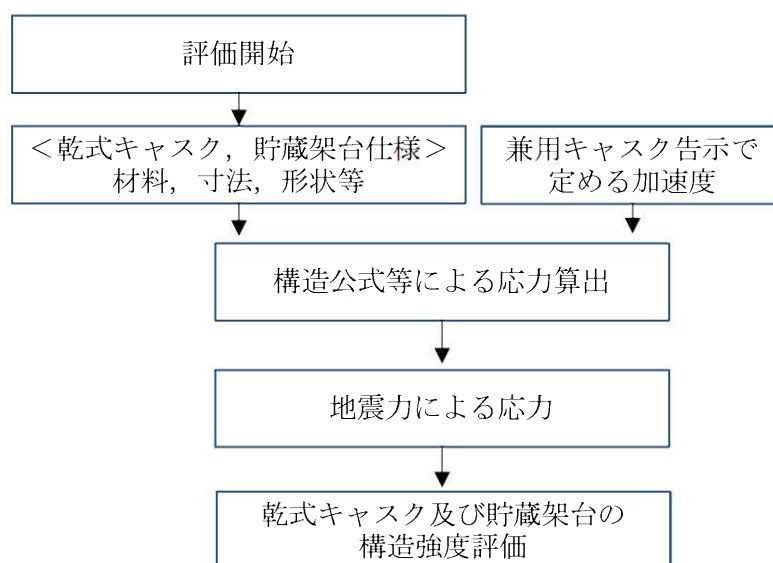 評価開始
＜乾式キャスク，貯蔵架台仕様＞
材料，寸法，形状等
兼用キャスク告示で
定める加速度
構造公式等による応力算出
地震力による応力
乾式キャスク及び貯蔵架台の
構造強度評価